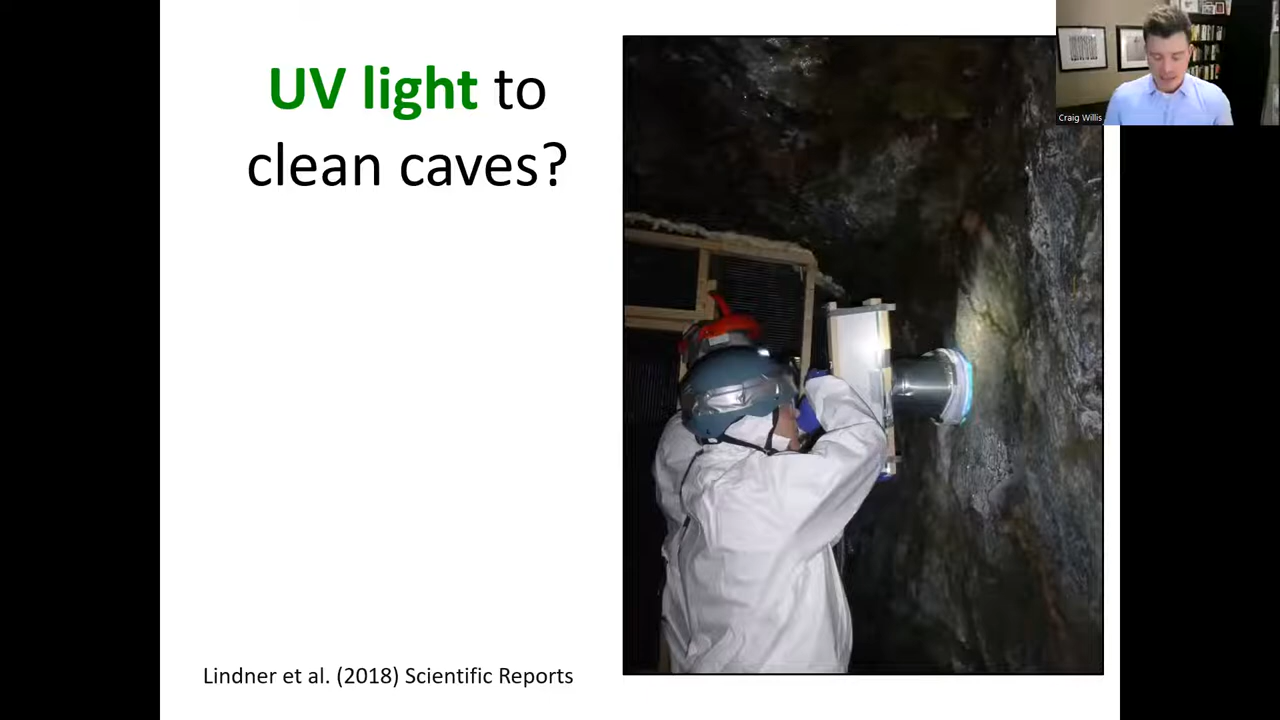 UV light to
clean caves?
Craig Willis
Lindner et al. (2018) Scientific Reports